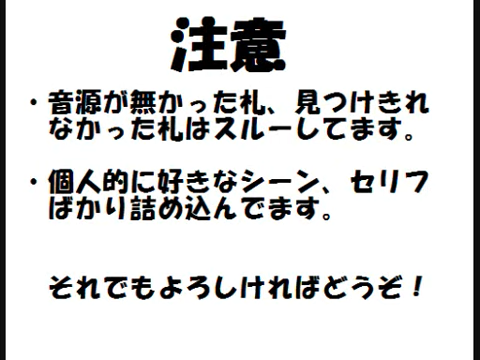 注意
・音源が無かった札、見つけきれ
なかった札はスルーしてます。
・個人的に好きなシーン、セリフ
ばかり詰め込んでます。
それでもよろしければどうぞ！